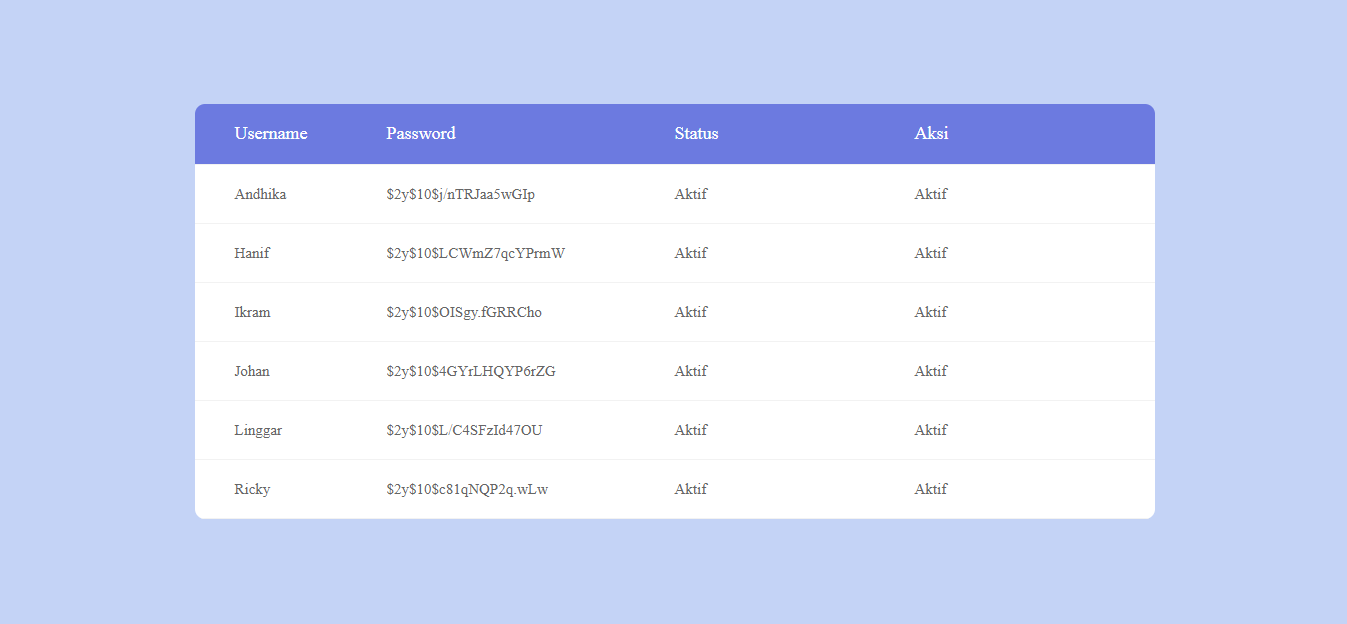 Username Password Status Aksi
Andhika $2y$10$j/nTRJaa5wGIp Aktif Aktif
Hanif $2y$10$LCWmZ7qcYPrmW Aktif Aktif
Ikram $2y$10$OISgy.fGRRCho Aktif Aktif
Johan $2y$10$4GYrLHQYP6rZG Aktif Aktif
Linggar $2y$10$L/C4SFzId47OU Aktif Aktif
Ricky $2y$10$c81qNQP2q.wLw Aktif Aktif